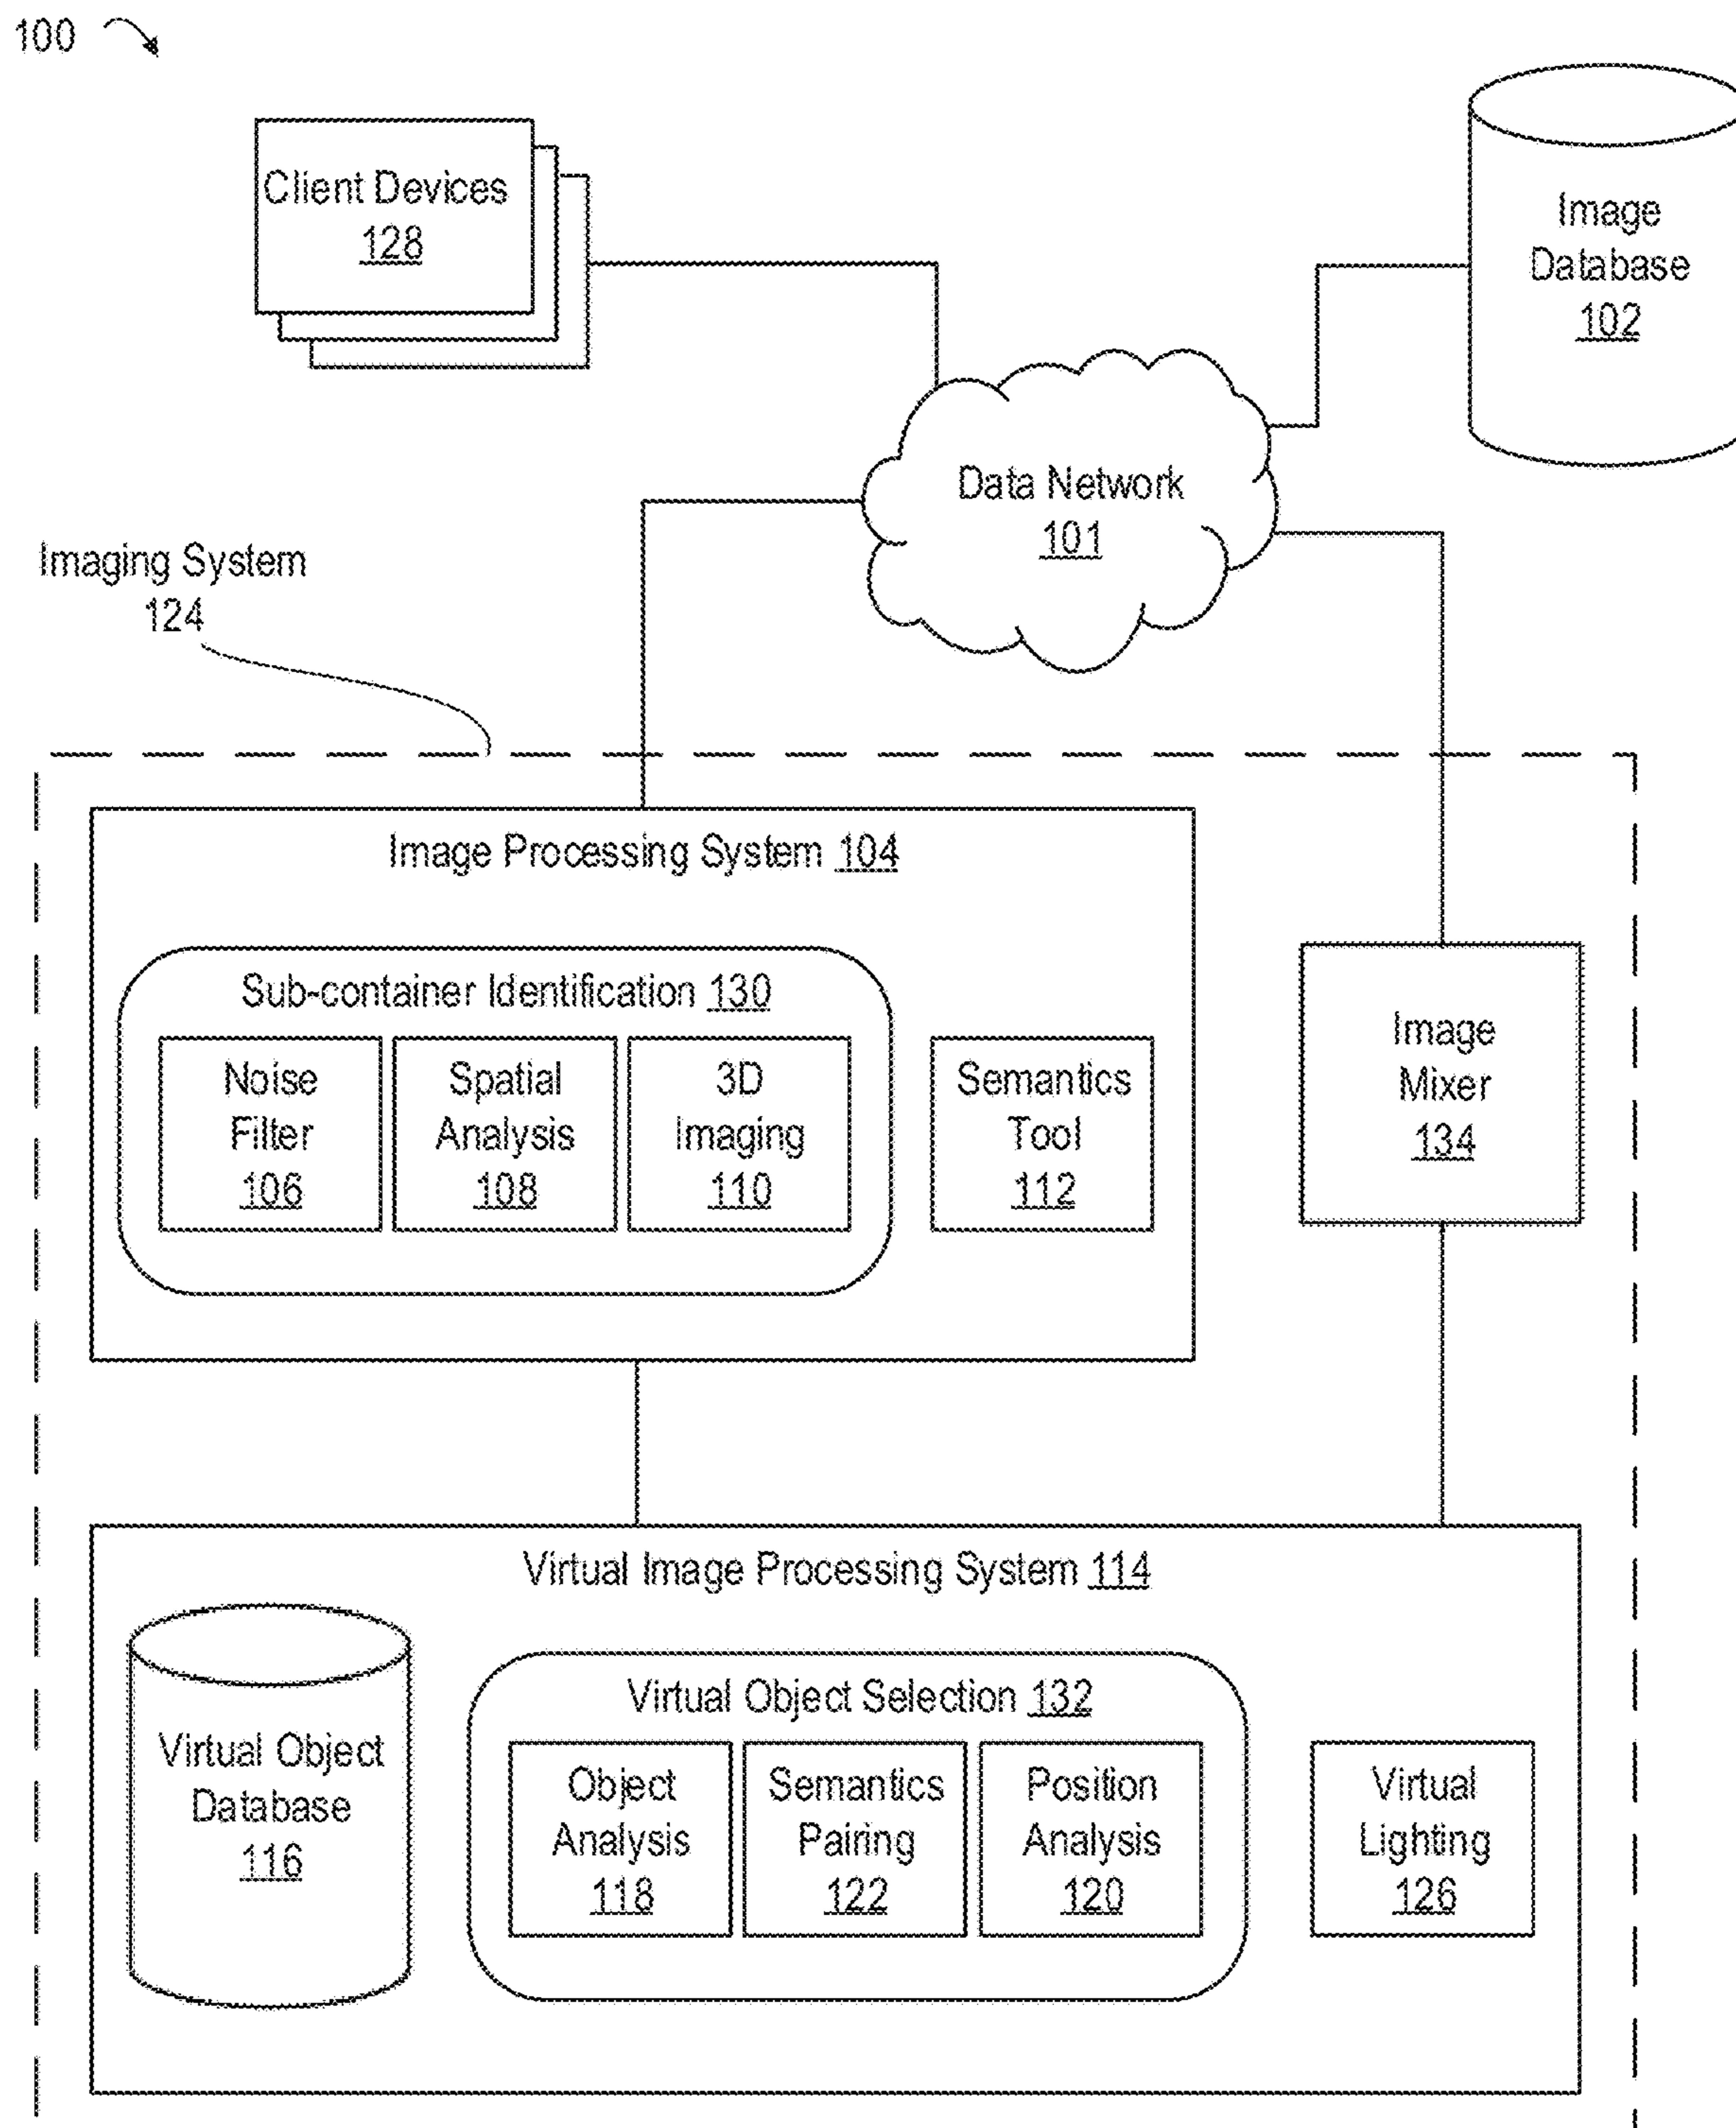 100
Client Devices
128
Image
Database
102
Data Network
101
Imaging System
124
Image Processing System 104
Sub-container Identification 130
Noise
Filter
106
Spatial
Analysis
108
3D
Imaging
110
Semantics
Tool
112
Image
Mixer
134
Virtual Image Processing System 114
Virtual Object
Database
116
Virtual Object Selection 132
Object
Analysis
118
Semantics
Pairing
122
Position
Analysis
120
Virtual
Lighting
126